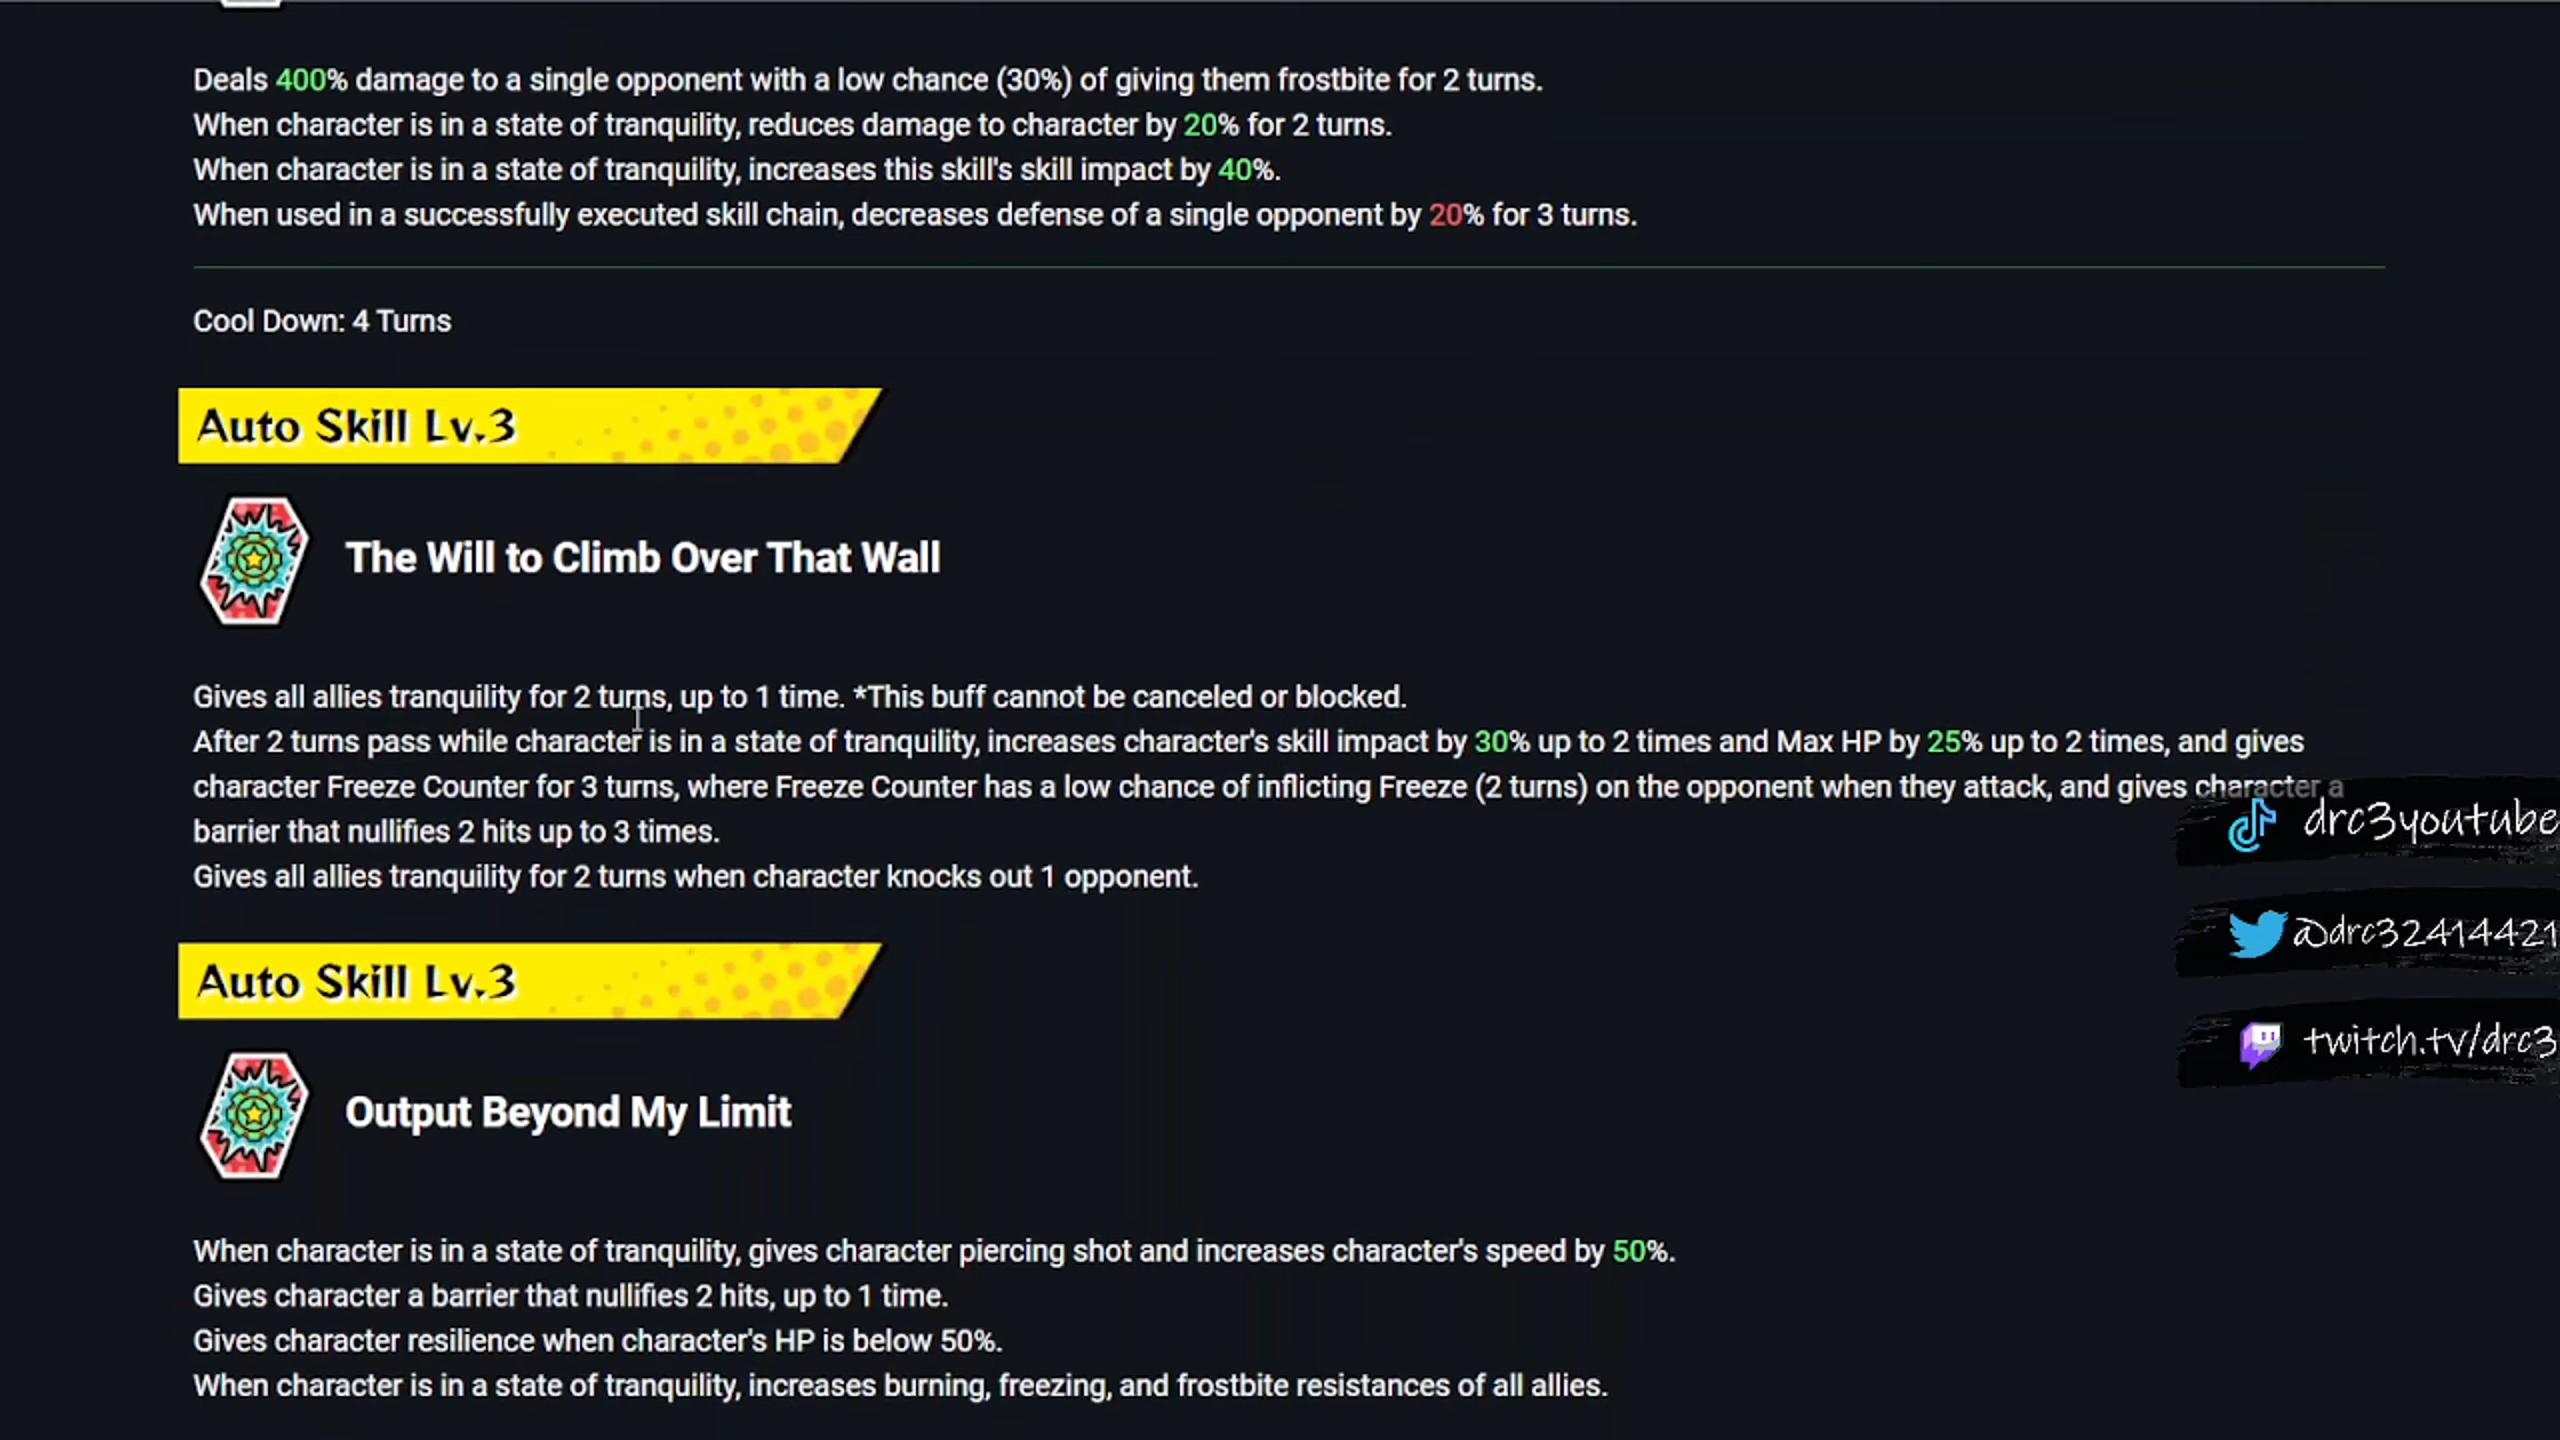 Deals 400% damage to a single opponent with a low chance (30%) of giving them frostbite for 2 turns.
When character is in a state of tranquility, reduces damage to character by 20% for 2 turns.
When character is in a state of tranquility, increases this skill's skill impact by 40%.
When used in a successfully executed skill chain, decreases defense of a single opponent by 20% for 3 turns.
Cool Down: 4 Turns
Auto Skill Lv.3
The Will to Climb Over That Wall
Gives all allies tranquility for 2 turns, up to 1 time. *This buff cannot be canceled or blocked.
After 2 turns pass while character is in a state of tranquility, increases character's skill impact by 30% up to 2 times and Max HP by 25% up to 2 times, and gives
character Freeze Counter for 3 turns, where Freeze Counter has a low chance of inflicting Freeze (2 turns) on the opponent when they attack, and gives character a
barrier that nullifies 2 hits up to 3 times.
Gives all allies tranquility for 2 turns when character knocks out 1 opponent.
drc3youtube
@drc32414421
twitch.tv/drc3
Auto Skill Lv.3
Output Beyond My Limit
When character is in a state of tranquility, gives character piercing shot and increases character's speed by 50%.
Gives character a barrier that nullifies 2 hits, up to 1 time.
Gives character resilience when character's HP is below 50%.
When character is in a state of tranquility, increases burning, freezing, and frostbite resistances of all allies.